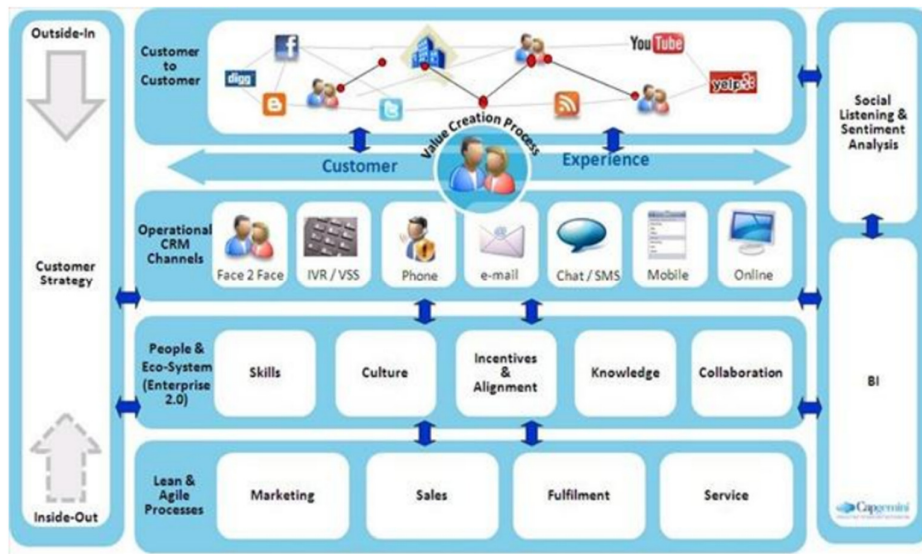 Outside-In
Customer
Strategy
Inside-Out
Customer
to
Customer
f
digg
YouTube
yelp
Value Creation Process
Customer
Experience
Operational
CRM
Channels
Face 2 Face
IVR / VSS
Phone
e-mail
Chat / SMS
Mobile
Online
People &
Eco-System
(Enterprise
2.0)
Skills
Culture
Incentives
&
Alignment
Knowledge
Collaboration
Lean &
Agile
Processes
Marketing
Sales
Fulfilment
Service
Social
Listening &
Sentiment
Analysis
BI
Capgemini